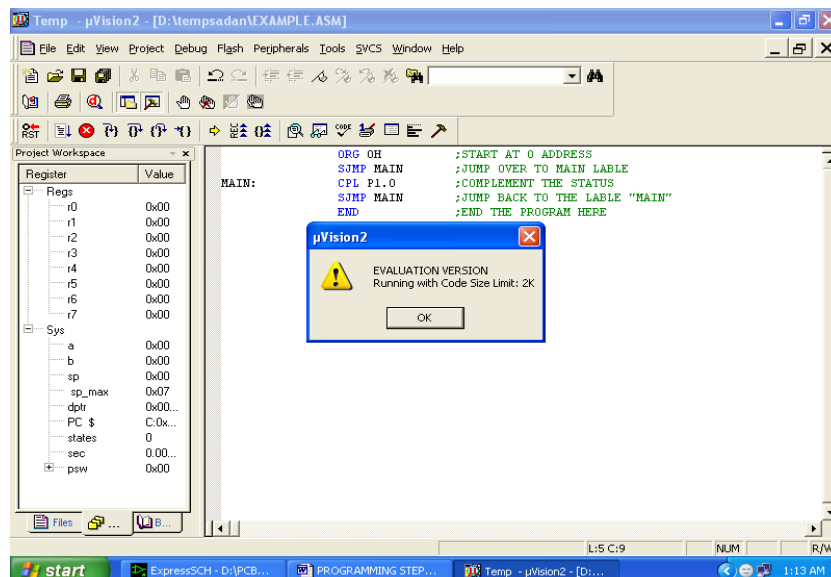 Temp - µVision2 - [D:\tempsadan\EXAMPLE.ASM]
File Edit View Project Debug Flash Peripherals Tools SVCS Window Help
RST CODE
Project Workspace
Register Value
Regs
r0 0x00
r1 0x00
r2 0x00
r3 0x00
r4 0x00
r5 0x00
r6 0x00
r7 0x00
Sys
a 0x00
b 0x00
sp 0x00
sp_max 0x07
dptr 0x00...
PC $ C:0x...
states 0
sec 0.00...
psw 0x00
Files ... B...
ORG 0H ;START AT 0 ADDRESS
SJMP MAIN ;JUMP OVER TO MAIN LABLE
MAIN: CPL P1.0 ;COMPLEMENT THE STATUS
SJMP MAIN ;JUMP BACK TO THE LABLE "MAIN"
END ;END THE PROGRAM HERE
µVision2
EVALUATION VERSION
Running with Code Size Limit: 2K
OK
L:5 C:9 NUM R/W
start ExpressSCH - D:\PCB... PROGRAMMING STEP... Temp - µVision2 - [D:... 1:13 AM